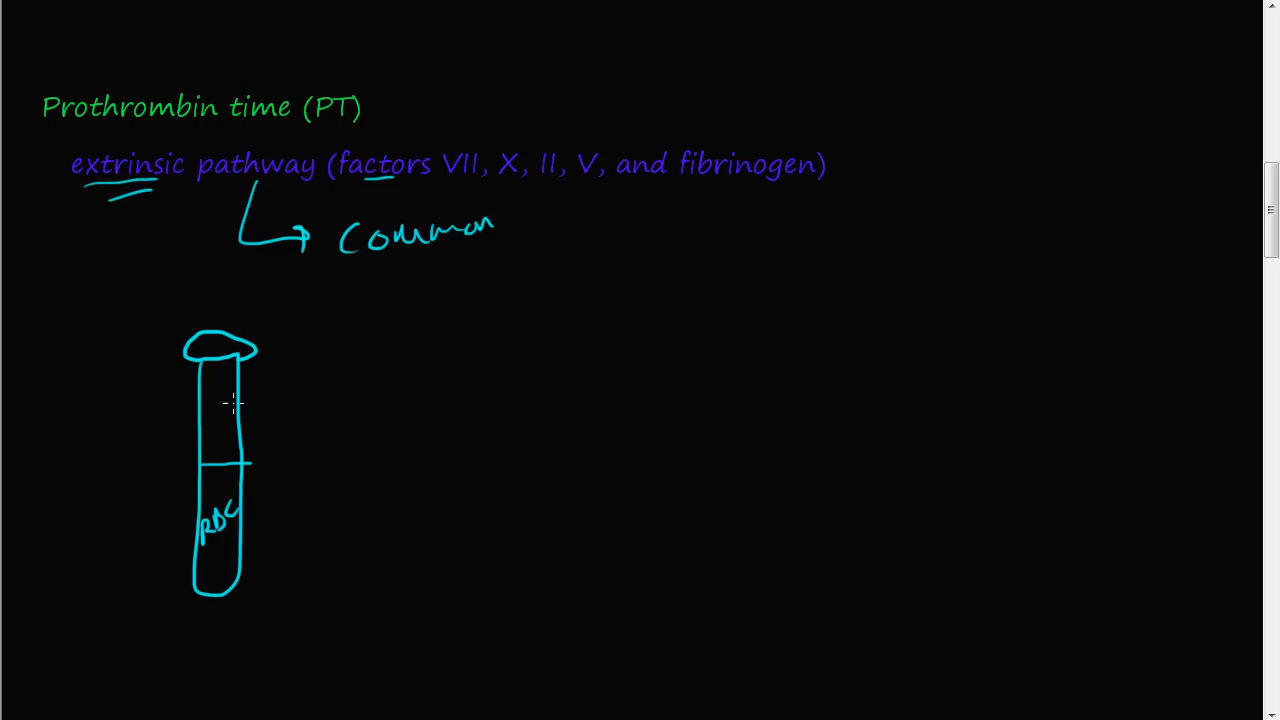 Prothrombin time (PT)
extrinsic pathway (factors VII, X, II, V, and fibrinogen)
Common
RBC